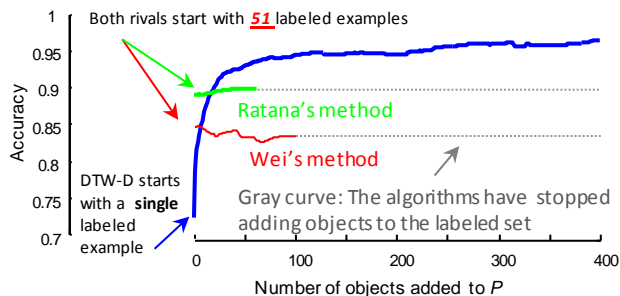 Both rivals start with 51 labeled examples
1
0.95
0.9
0.85
0.8
0.75
0.7
Accuracy
Ratana's method
Wei's method
DTW-D starts
with a single
labeled
example
Gray curve: The algorithms have stopped
adding objects to the labeled set
0 100 200 300 400
Number of objects added to P